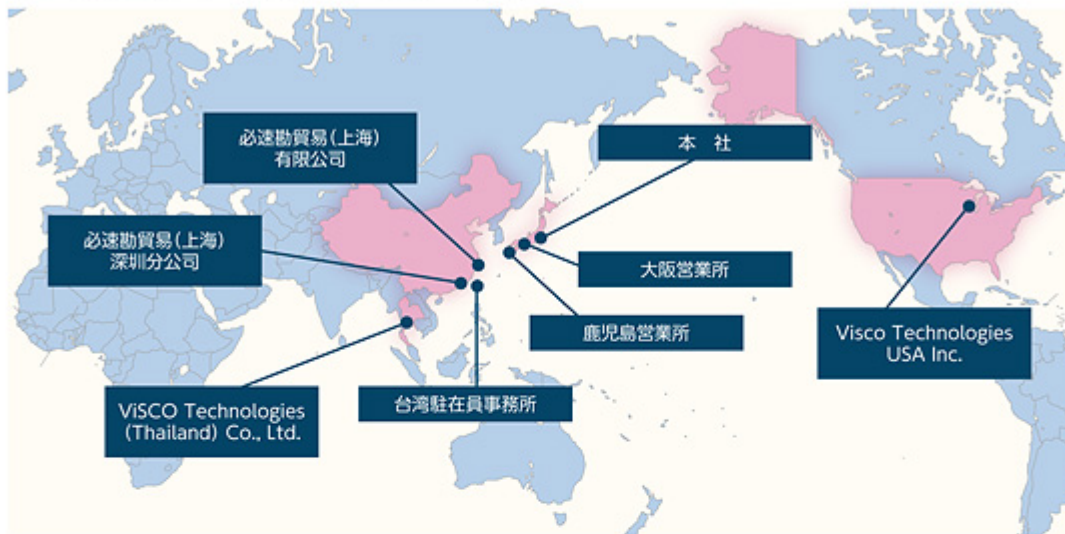 必速勘貿易(上海)
有限公司
本 社
必速勘貿易(上海)
深圳分公司
大阪営業所
鹿児島営業所
Visco Technologies
USA Inc.
ViSCO Technologies
(Thailand) Co., Ltd.
台湾駐在員事務所